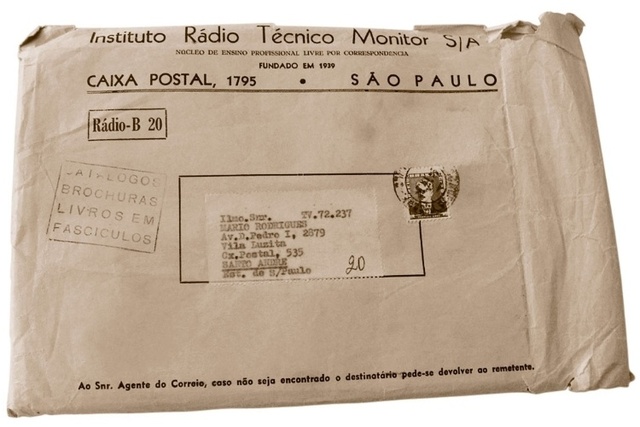 Instituto Rádio Técnico Monitor S/A
NÚCLEO DE ENSINO PROFISSIONAL LIVRE POR CORRESPONDENCIA
FUNDADO EM 1939
CAIXA POSTAL, 1795 • SÃO PAULO
Rádio-B 20
CATÁLOGOS
BROCHURAS
LIVROS EM
FASCICULOS
Ilmo.Snr. TV.72.237
MARIO RODRIGUES
Av.D.Pedro I, 2879
Vila Luzita
Cx.Postal, 535
SANTO ANDRÉ
Est. de S/Paulo
20
Ao Snr. Agente do Correio, caso não seja encontrado o destinatário pede-se devolver ao remetente.